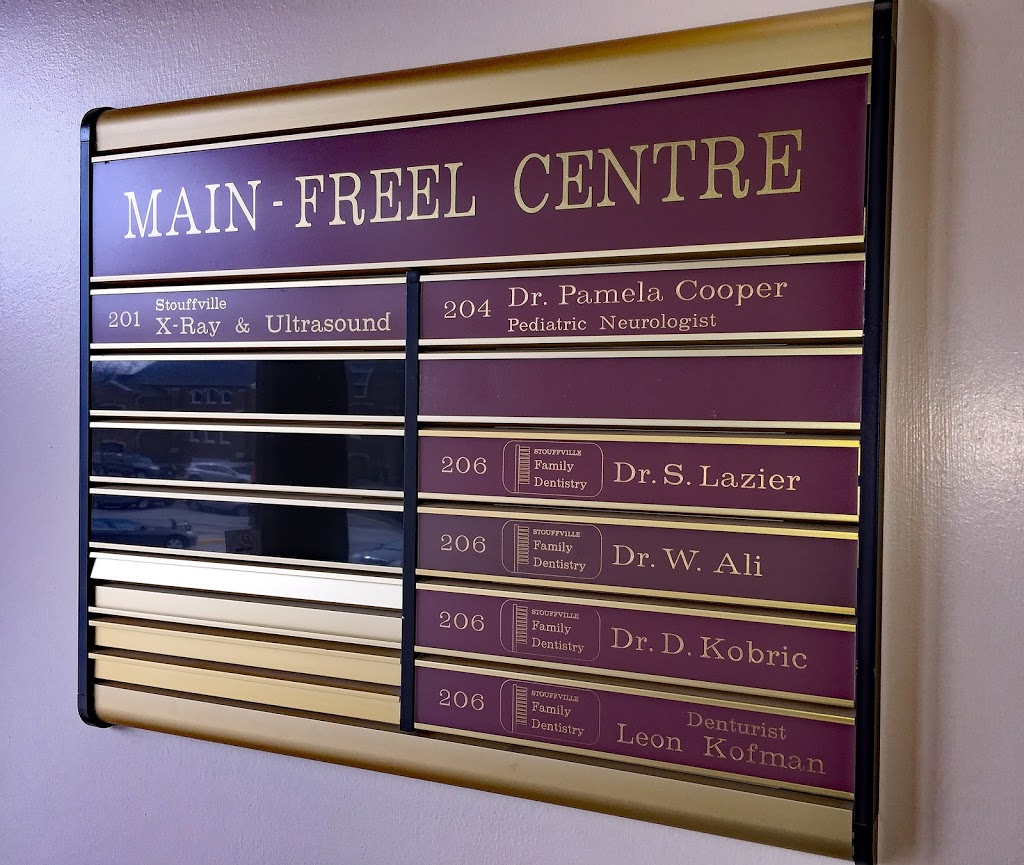 MAIN - FREEL CENTRE
201 Stouffville
X-Ray & Ultrasound
204 Dr. Pamela Cooper
Pediatric Neurologist
206 STOUFFVILLE
Family
Dentistry
Dr. S. Lazier
206 STOUFFVILLE
Family
Dentistry
Dr. W. Ali
206 STOUFFVILLE
Family
Dentistry
Dr. D. Kobric
206 STOUFFVILLE
Family
Dentistry
Denturist
Leon Kofman